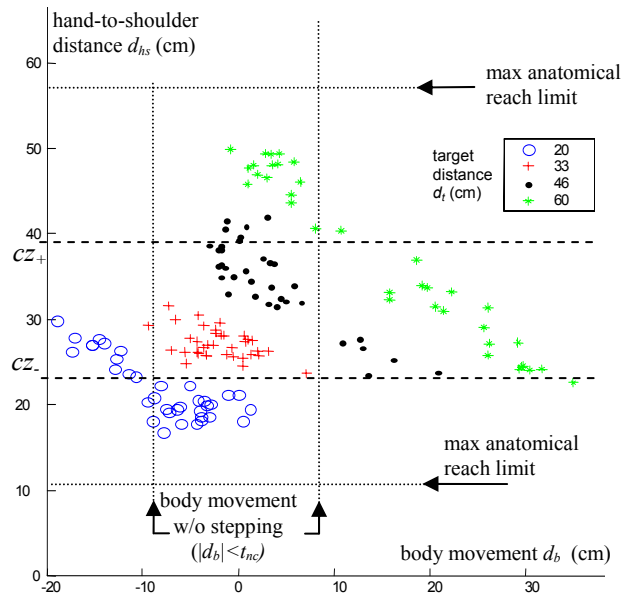 hand-to-shoulder
distance d_hs (cm)
60
50
40
30
20
10
0
cz+
cz-
max anatomical
reach limit
target
distance
d_t (cm)
20
33
46
60
max anatomical
reach limit
body movement
w/o stepping
(|d_b|<t_nc)
body movement d_b (cm)
-20
-10
0
10
20
30